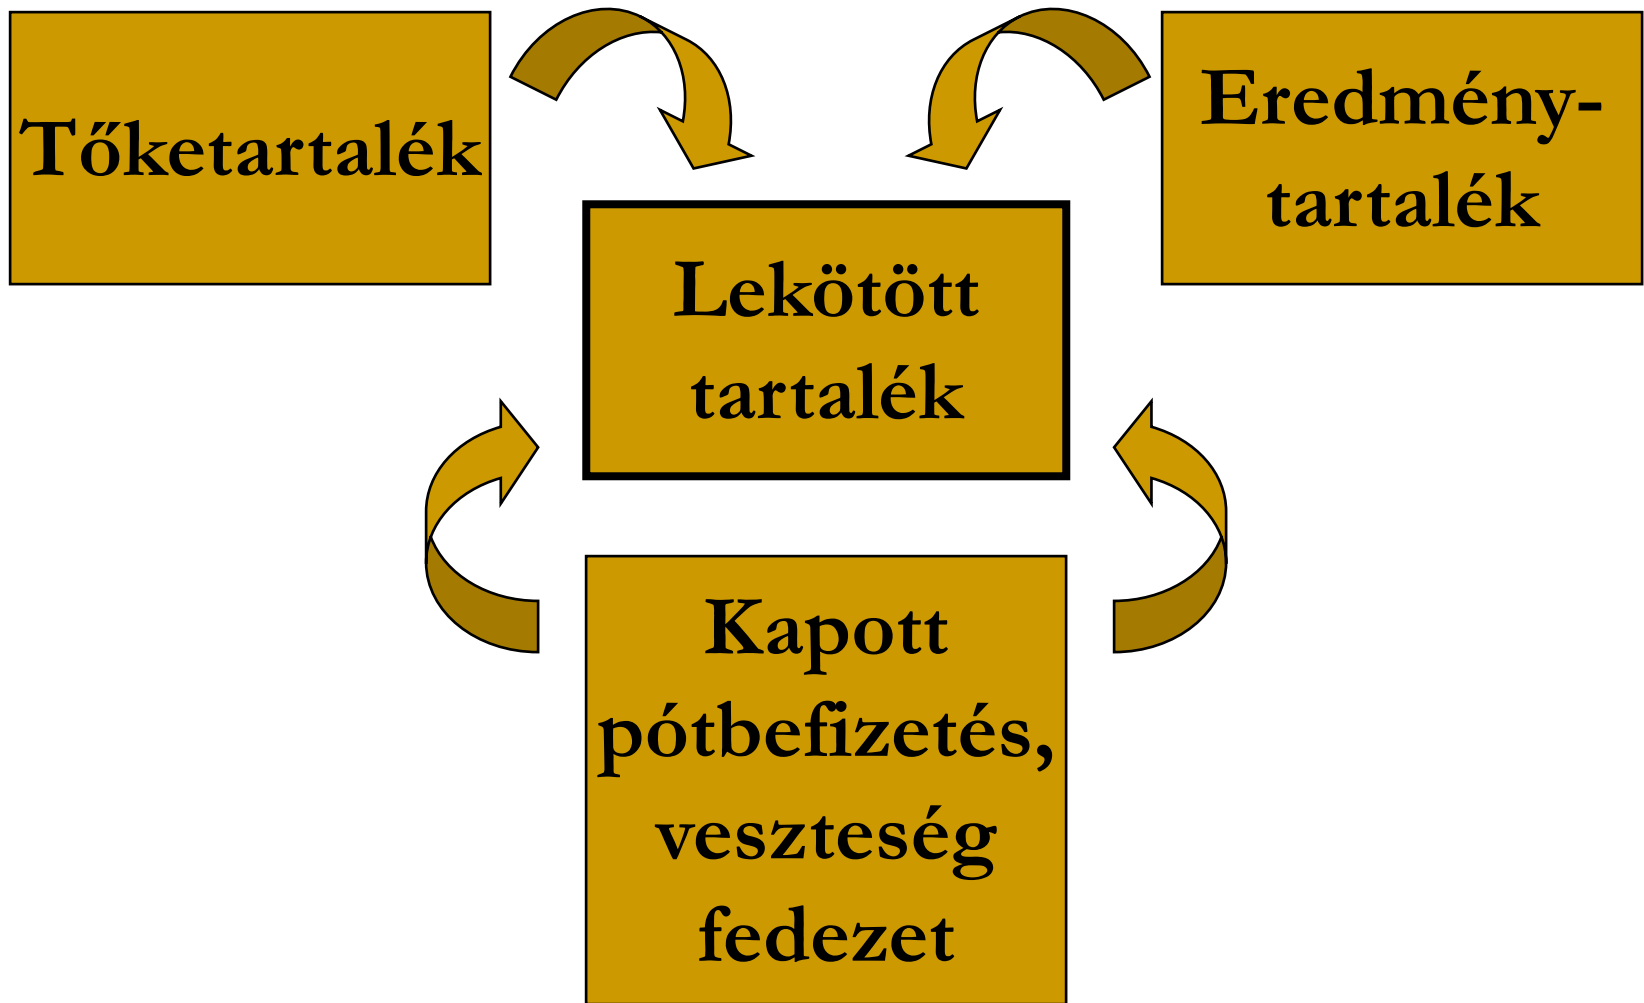 Tőketartalék
Eredmény-
tartalék
Lekötött
tartalék
Kapott
pótbefizetés,
veszteség
fedezet